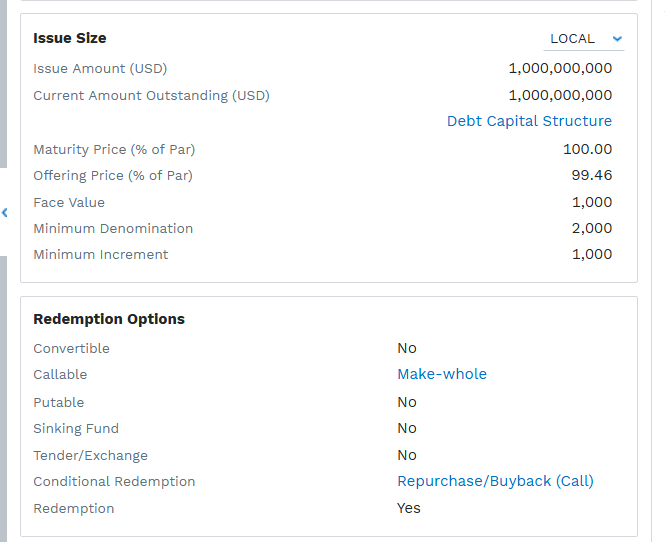 Issue Size LOCAL
Issue Amount (USD) 1,000,000,000
Current Amount Outstanding (USD) 1,000,000,000
Debt Capital Structure
Maturity Price (% of Par) 100.00
Offering Price (% of Par) 99.46
Face Value 1,000
Minimum Denomination 2,000
Minimum Increment 1,000
Redemption Options
Convertible No
Callable Make-whole
Putable No
Sinking Fund No
Tender/Exchange No
Conditional Redemption Repurchase/Buyback (Call)
Redemption Yes